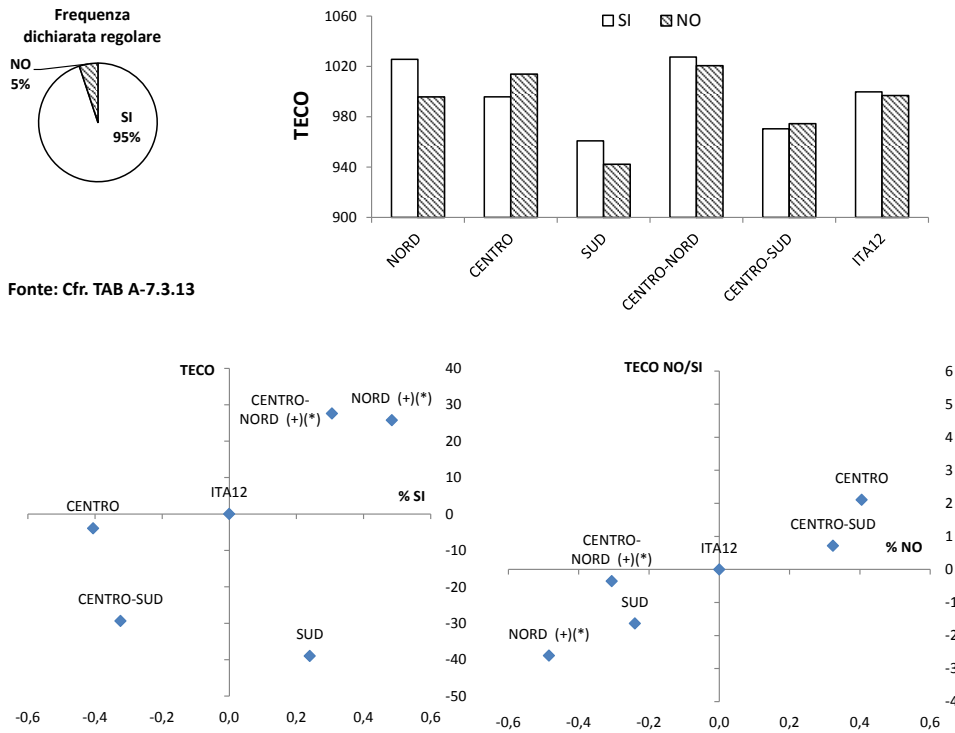 Frequenza
dichiarata regolare
NO
5%
SI
95%
1060
1020
980
940
900
TECO
SI
NO
NORD
CENTRO
SUD
CENTRO-NORD
CENTRO-SUD
ITA12
Fonte: Cfr. TAB A-7.3.13
TECO
40
30
20
10
0
-10
-20
-30
-40
-50
CENTRO-
NORD (+)(*)
NORD (+)(*)
% SI
ITA12
CENTRO
CENTRO-SUD
SUD
-0,6
-0,4
-0,2
0,0
0,2
0,4
0,6
TECO NO/SI
6
5
4
3
2
1
0
-1
-2
-3
-4
CENTRO
CENTRO-SUD
% NO
ITA12
CENTRO-
NORD (+)(*)
SUD
NORD (+)(*)
-0,6
-0,4
-0,2
0,0
0,2
0,4
0,6